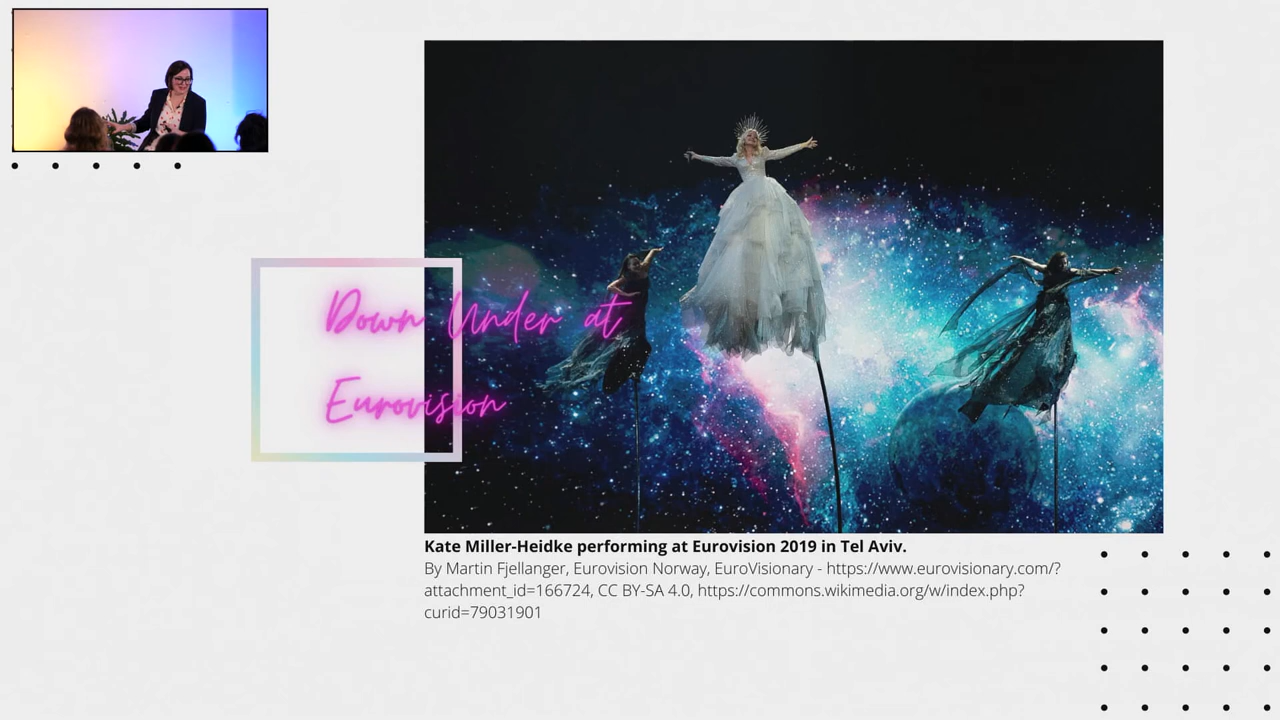 Down Under at
Eurovision
Kate Miller-Heidke performing at Eurovision 2019 in Tel Aviv.
By Martin Fjellanger, Eurovision Norway, EuroVisionary - https://www.eurovisionary.com/?
attachment_id=166724, CC BY-SA 4.0, https://commons.wikimedia.org/w/index.php?
curid=79031901